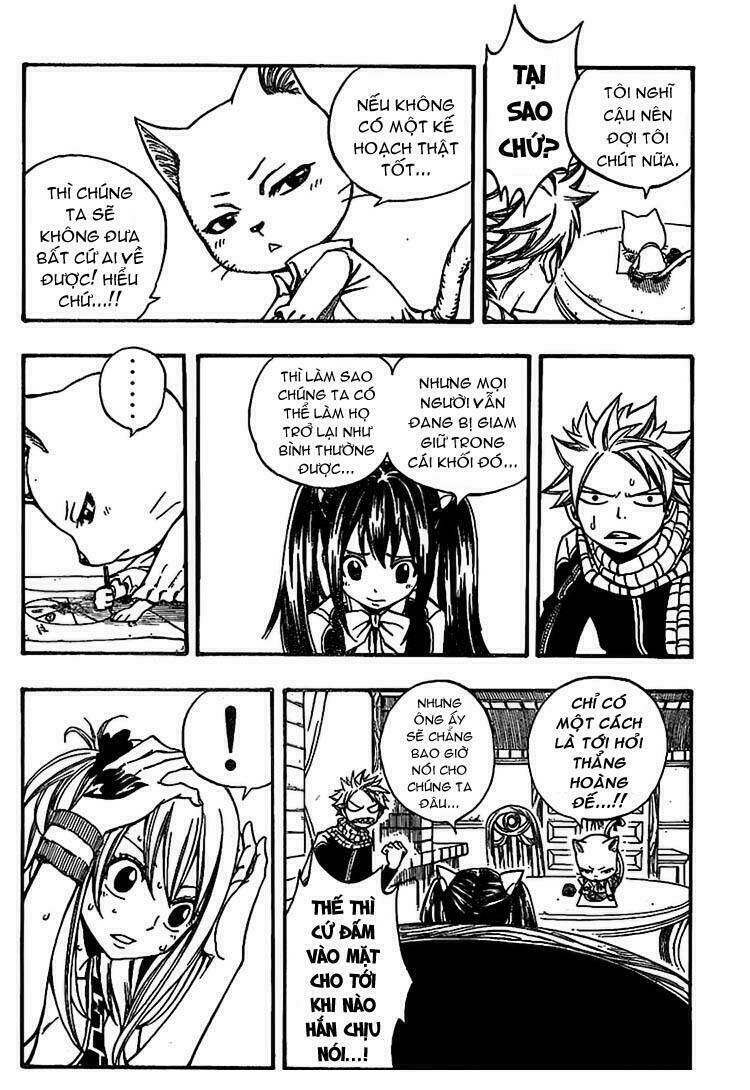 TÔI NGHĨ
CẬU NÊN
ĐỢI TÔI
CHÚT NỮA.
TẠI
SAO
CHỨ?
NẾU KHÔNG
CÓ MỘT KẾ
HOẠCH THẬT
TỐT...
THÌ CHÚNG
TA SẼ
KHÔNG ĐƯA
BẤT CỨ AI VỀ
ĐƯỢC! HIỂU
CHỨ...!!
NHƯNG MỌI
NGƯỜI VẪN
ĐANG BỊ GIAM
GIỮ TRONG
CÁI KHỐI ĐÓ...
THÌ LÀM SAO
CHÚNG TA CÓ
THỂ LÀM HỌ
TRỞ LẠI NHƯ
BÌNH THƯỜNG
ĐƯỢC...
......
CHỈ CÓ
MỘT CÁCH
LÀ TỚI HỎI
THẲNG
HOÀNG
ĐẾ...!!
NHƯNG
ÔNG ẤY
SẼ CHẲNG
BAO GIỜ
NÓI CHO
CHÚNG TA
ĐÂU...
THẾ THÌ
CỨ ĐẤM
VÀO MẶT
CHO TỚI
KHI NÀO
HẮN CHỊU
NÓI...!
!